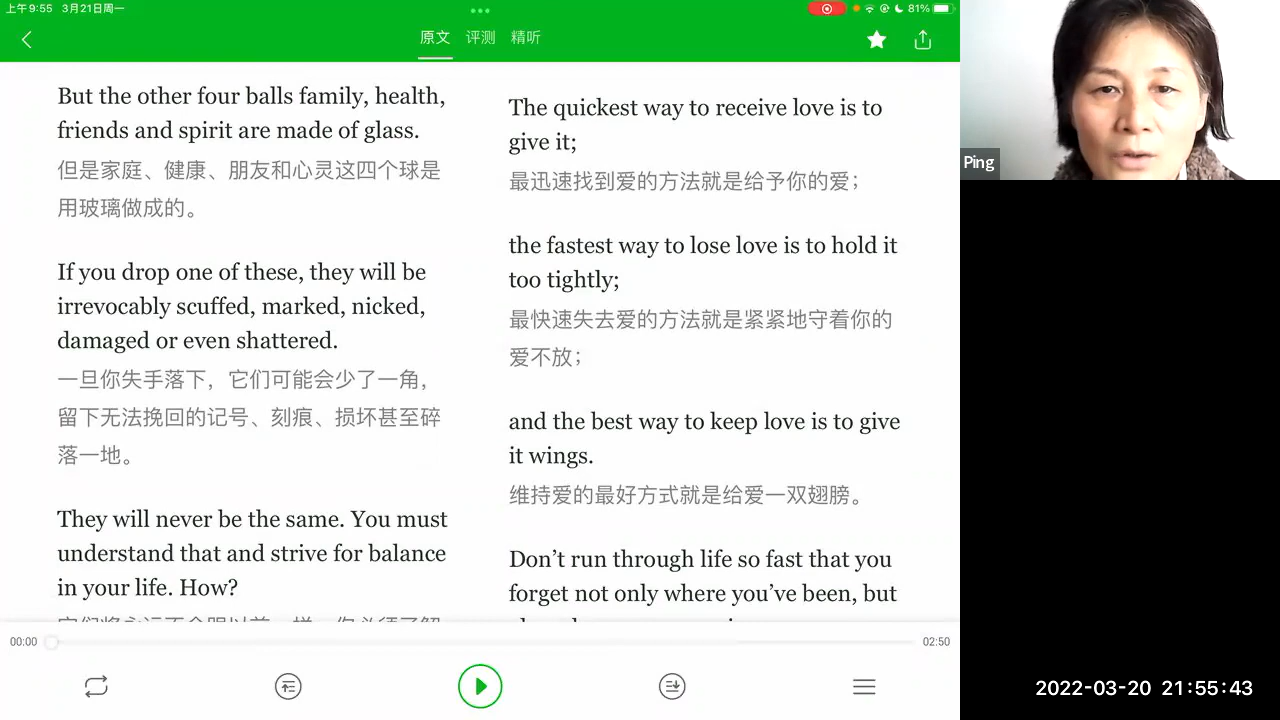 上午9:55 3月21日周一
81%
原文 评测 精听
But the other four balls family, health,
friends and spirit are made of glass.
但是家庭、健康、朋友和心灵这四个球是
用玻璃做成的。
If you drop one of these, they will be
irrevocably scuffed, marked, nicked,
damaged or even shattered.
一旦你失手落下，它们可能会少了一角，
留下无法挽回的记号、刻痕、损坏甚至碎
落一地。
They will never be the same. You must
understand that and strive for balance
in your life. How?
The quickest way to receive love is to
give it;
最迅速找到爱的方法就是给予你的爱；
the fastest way to lose love is to hold it
too tightly;
最快速失去爱的方法就是紧紧地守着你的
爱不放；
and the best way to keep love is to give
it wings.
维持爱的最好方式就是给爱一双翅膀。
Don’t run through life so fast that you
forget not only where you’ve been, but
00:00
02:50
Ping
2022-03-20 21:55:43